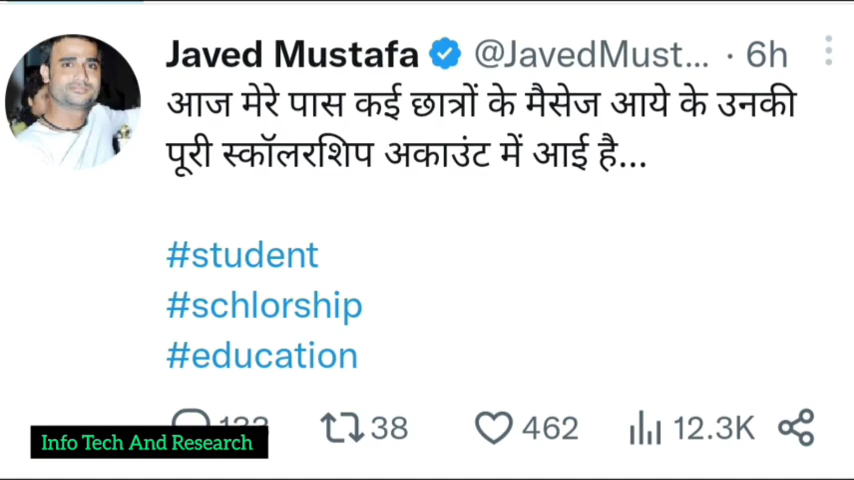 Javed Mustafa @JavedMust... · 6h
आज मेरे पास कई छात्रों के मैसेज आये के उनकी
पूरी स्कॉलरशिप अकाउंट में आई है...
#student
#schlorship
#education
38 462 12.3K
Info Tech And Research